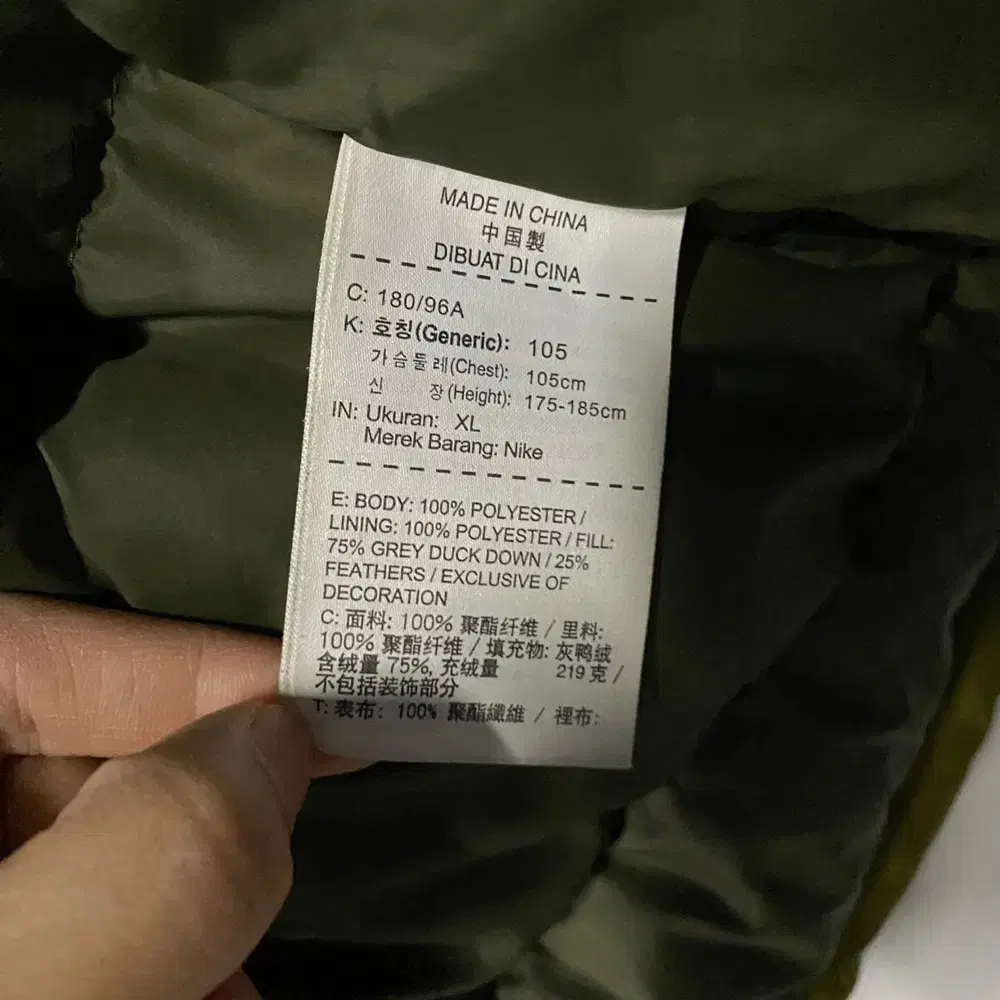 MADE IN CHINA
中国製
DIBUAT DI CINA
C: 180/96A
K: 호칭(Generic): 105
가슴둘레(Chest): 105cm
신 장(Height): 175-185cm
IN: Ukuran: XL
Merek Barang: Nike
E: BODY: 100% POLYESTER /
LINING: 100% POLYESTER / FILL:
75% GREY DUCK DOWN / 25%
FEATHERS / EXCLUSIVE OF
DECORATION
C: 面料: 100% 聚酯纤维 / 里料:
100% 聚酯纤维 / 填充物: 灰鸭绒
含绒量 75%, 充绒量 219 克 /
不包括装饰部分
T: 表布: 100% 聚酯纖維 / 裡布: